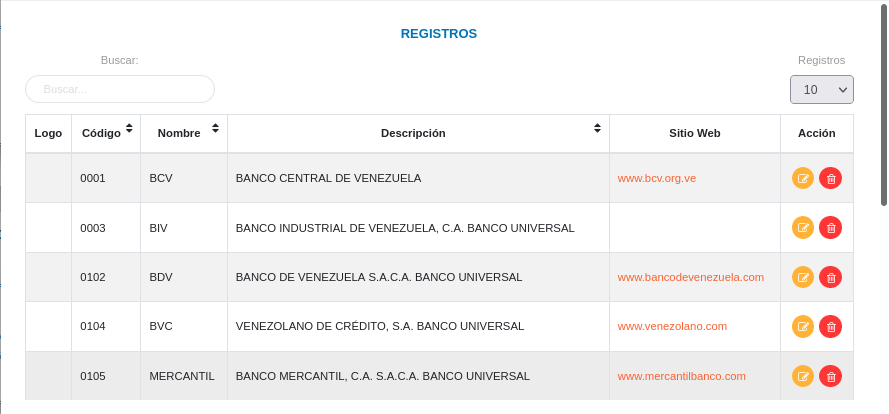 REGISTROS
Buscar:
Registros
Buscar...
10
Logo Código Nombre Descripción Sitio Web Acción
0001 BCV BANCO CENTRAL DE VENEZUELA www.bcv.org.ve
0003 BIV BANCO INDUSTRIAL DE VENEZUELA, C.A. BANCO UNIVERSAL
0102 BDV BANCO DE VENEZUELA S.A.C.A. BANCO UNIVERSAL www.bancodevenezuela.com
0104 BVC VENEZOLANO DE CRÉDITO, S.A. BANCO UNIVERSAL www.venezolano.com
0105 MERCANTIL BANCO MERCANTIL, C.A. S.A.C.A. BANCO UNIVERSAL www.mercantilbanco.com